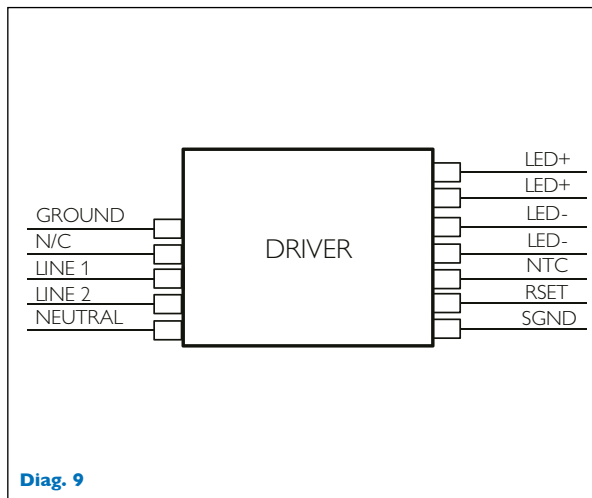 GROUND
N/C
LINE 1
LINE 2
NEUTRAL
DRIVER
LED+
LED+
LED-
LED-
NTC
RSET
SGND
Diag. 9